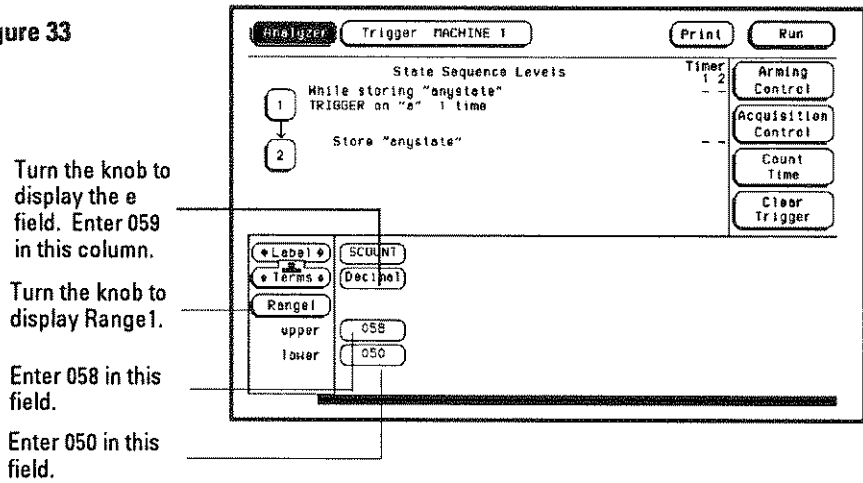 ure 33
Analyzer Trigger MACHINE 1 Print Run
State Sequence Levels
Timer
1 2
While storing "anystate"
1 TRIGGER on "a" 1 time
- -
2 Store "anystate"
- -
Arming
Control
Acquisition
Control
Count
Time
Clear
Trigger
Turn the knob to
display the e
field. Enter 059
in this column.
Turn the knob to
display Range1.
Enter 058 in this
field.
Enter 050 in this
field.
Label SCOUNT
Terms Decimal
Range1
upper 058
lower 050